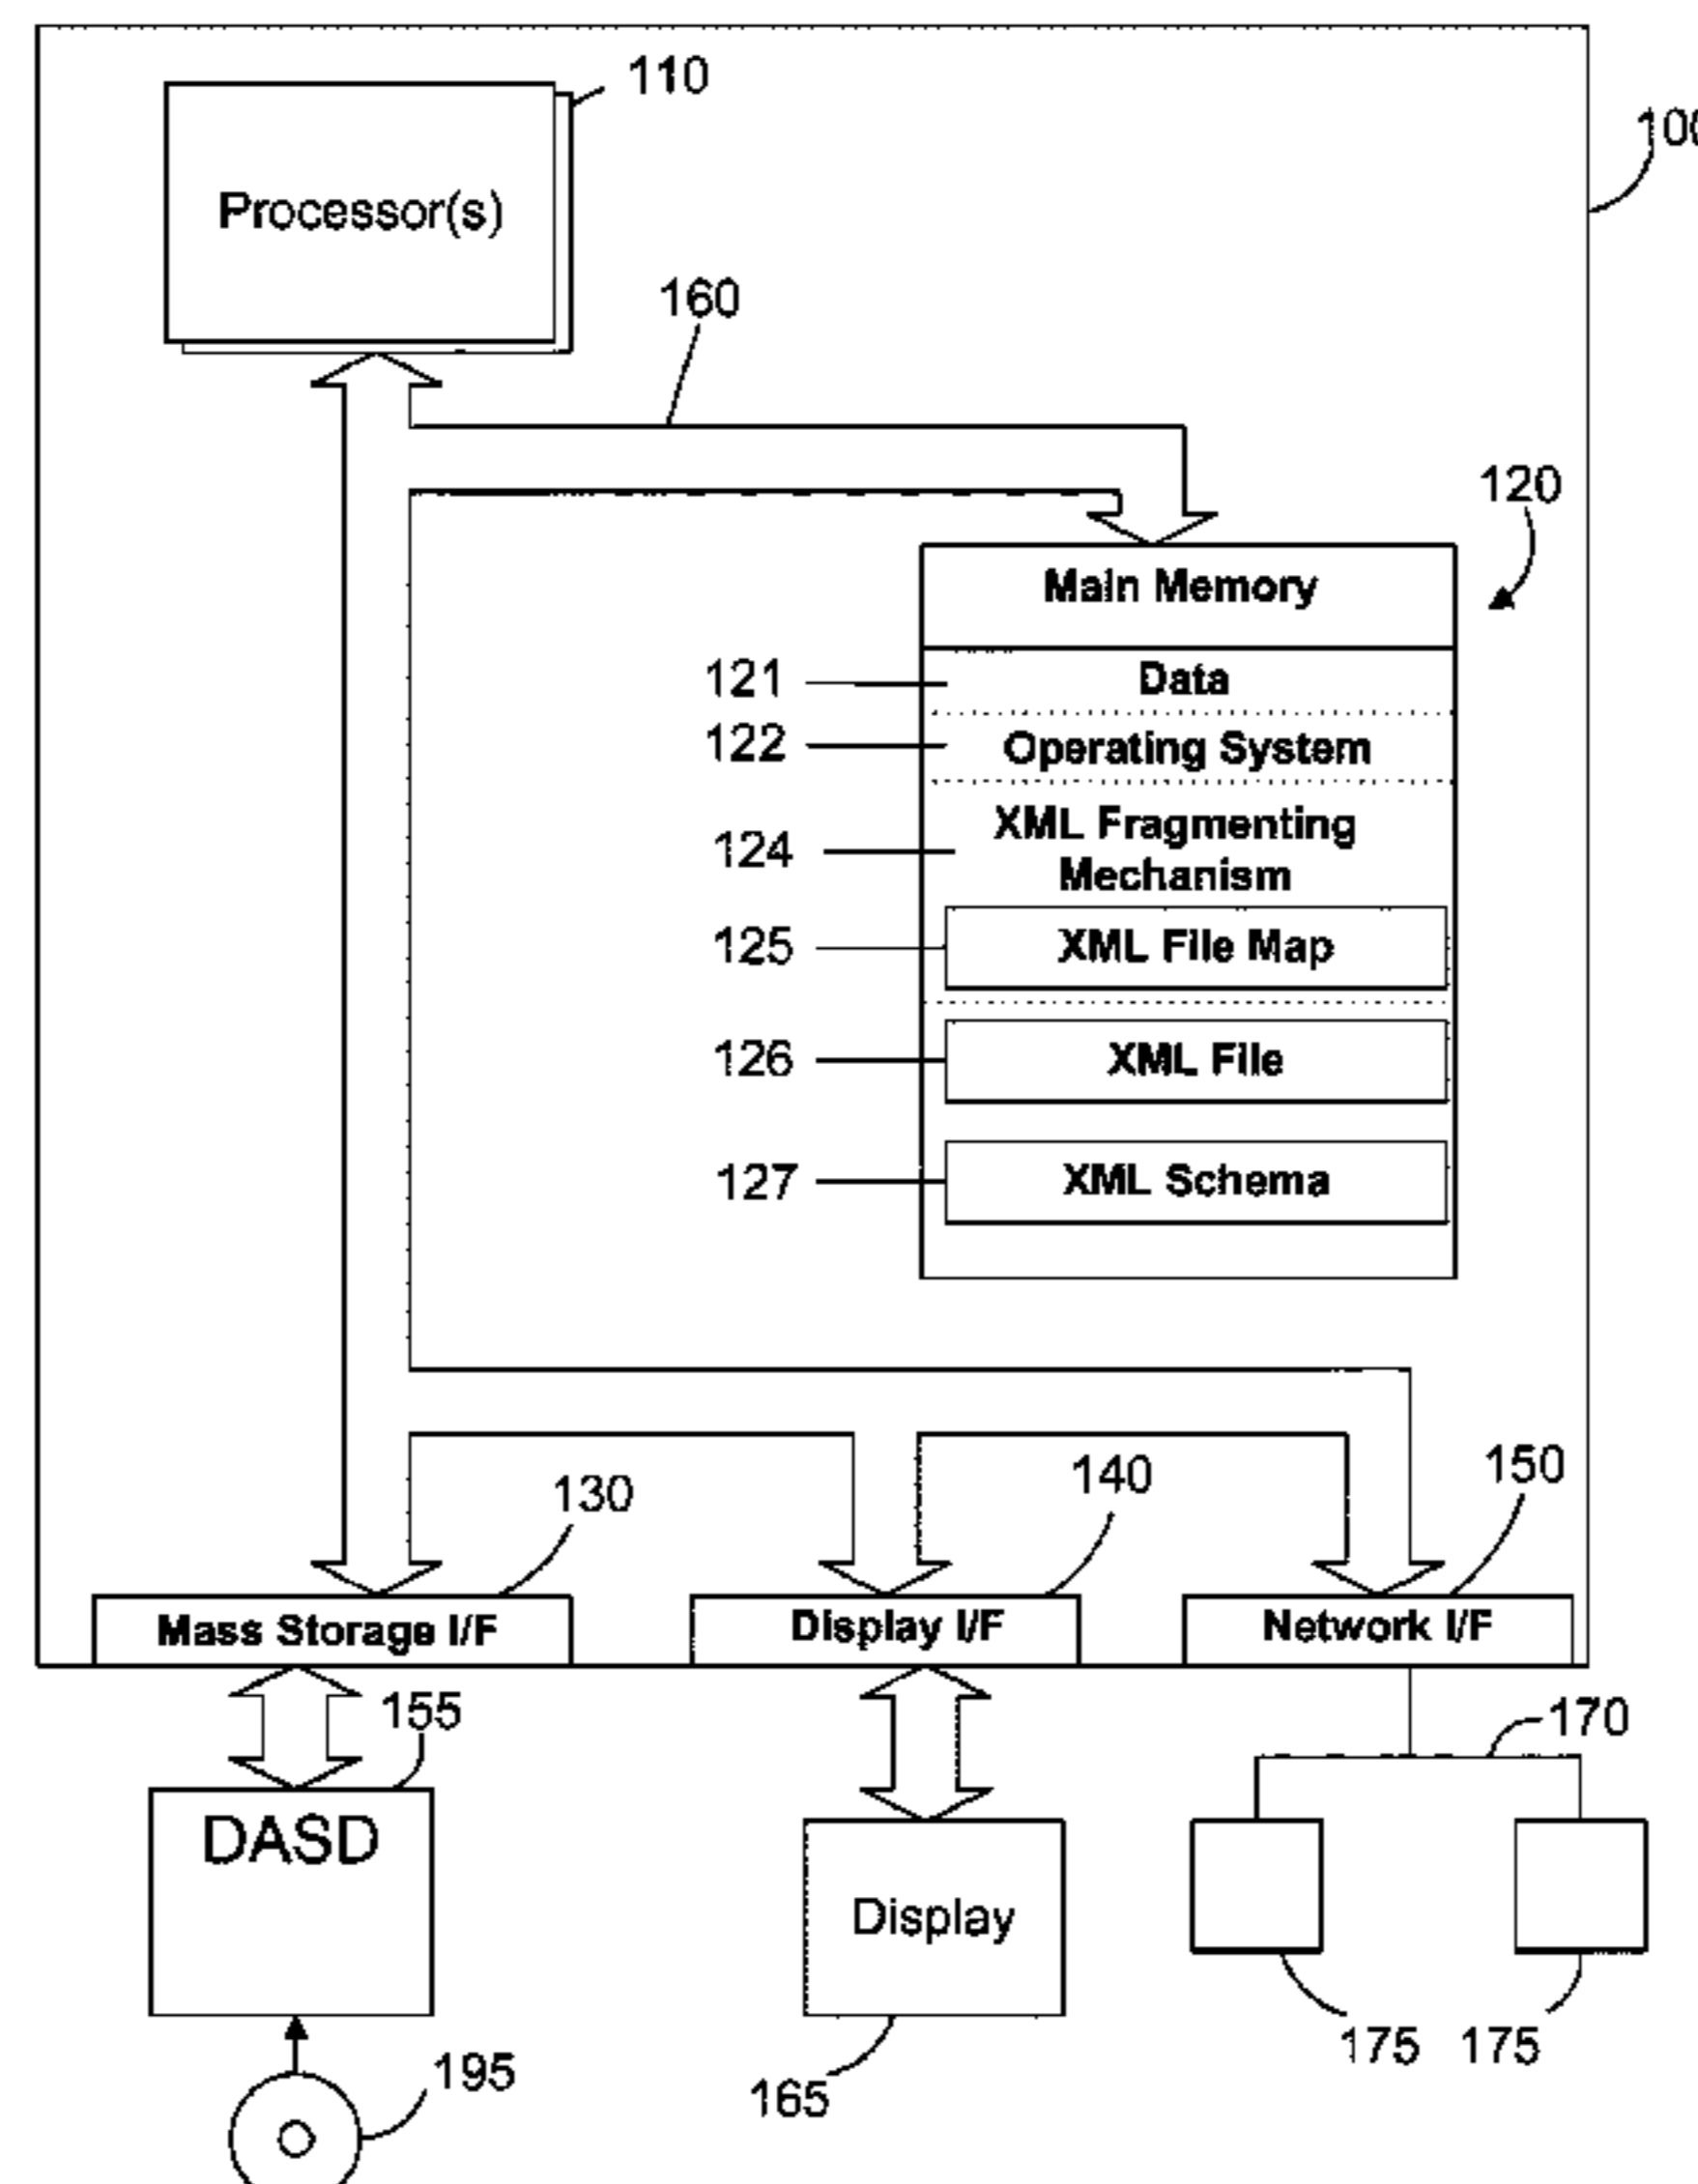 110
100
Processor(s)
160
120
Main Memory
121
Data
122
Operating System
124
XML Fragmenting
Mechanism
125
XML File Map
126
XML File
127
XML Schema
130
140
150
Mass Storage I/F
Display I/F
Network I/F
155
170
DASD
Display
195
165
175
175